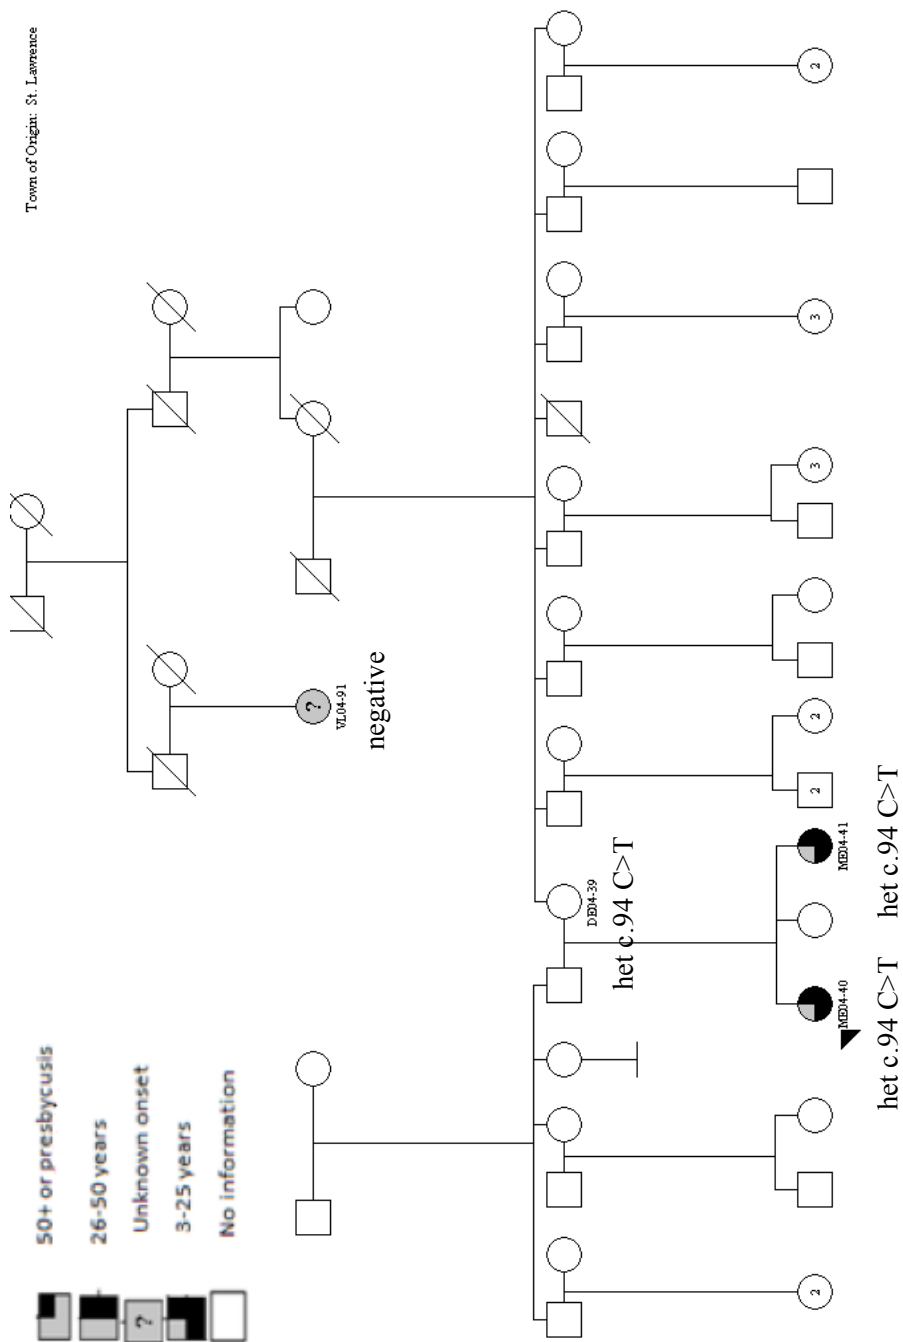 Town of Origin: St. Lawrence
50+ or presbycusis
26-50 years
?
Unknown onset
3-25 years
No information
?
VL04-91
negative
DE04-39
het c.94 C>T
2
2
2
3
3
2
2
ME04-40
het c.94 C>T
ME04-41
het c.94 C>T